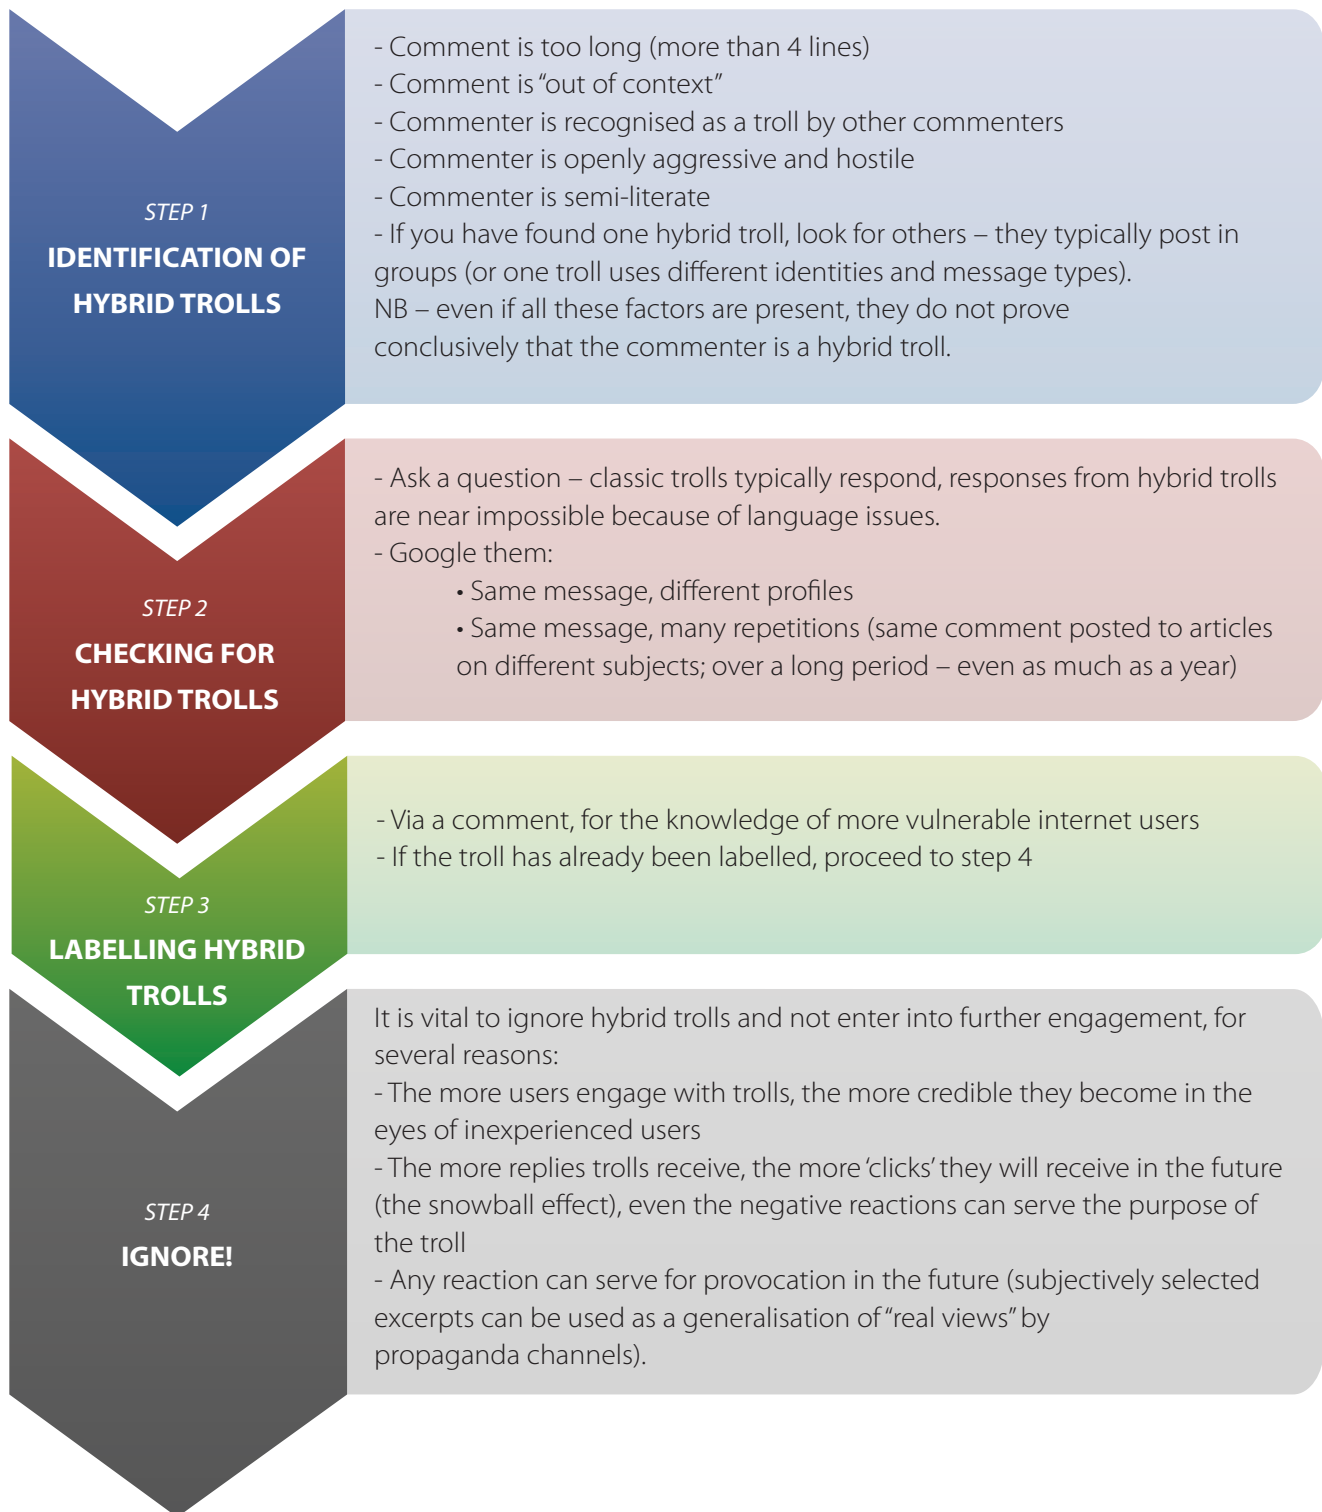 STEP 1
IDENTIFICATION OF
HYBRID TROLLS
- Comment is too long (more than 4 lines)
- Comment is “out of context”
- Commenter is recognised as a troll by other commenters
- Commenter is openly aggressive and hostile
- Commenter is semi-literate
- If you have found one hybrid troll, look for others – they typically post in
groups (or one troll uses different identities and message types).
NB – even if all these factors are present, they do not prove
conclusively that the commenter is a hybrid troll.
STEP 2
CHECKING FOR
HYBRID TROLLS
- Ask a question – classic trolls typically respond, responses from hybrid trolls
are near impossible because of language issues.
- Google them:
• Same message, different profiles
• Same message, many repetitions (same comment posted to articles
on different subjects; over a long period – even as much as a year)
STEP 3
LABELLING HYBRID
TROLLS
- Via a comment, for the knowledge of more vulnerable internet users
- If the troll has already been labelled, proceed to step 4
STEP 4
IGNORE!
It is vital to ignore hybrid trolls and not enter into further engagement, for
several reasons:
- The more users engage with trolls, the more credible they become in the
eyes of inexperienced users
- The more replies trolls receive, the more ‘clicks’ they will receive in the future
(the snowball effect), even the negative reactions can serve the purpose of
the troll
- Any reaction can serve for provocation in the future (subjectively selected
excerpts can be used as a generalisation of “real views” by
propaganda channels).